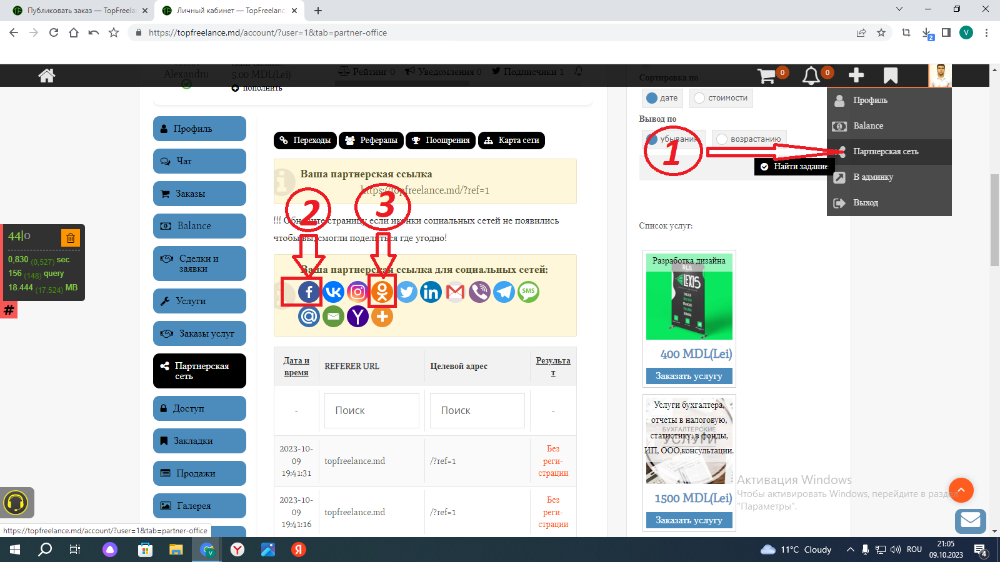 Публиковать заказ — TopFreela
Личный кабинет — TopFreelanc
https://topfreelance.md/account/?user=1&tab=partner-office
2
V
Alexandru
5.00 MDL(Lei)
пополнить
Рейтинг 0
Уведомления 0
Подписчики 1
0
0
Сортировка по
дате
стоимости
Вывод по
возрастанию
Найти задание
Профиль
Balance
Партнерская сеть
В админку
Выход
1
Профиль
Чат
Заказы
Balance
Сделки и
заявки
Услуги
Заказы услуг
Партнерская
сеть
Доступ
Закладки
Продажи
Галерея
Переходы
Рефералы
Поощрения
Карта сети
Ваша партнерская ссылка
https://topfreelance.md/?ref=1
2
3
!!! Обновите страницу если иконки социальных сетей не появились
чтобы вы смогли поделиться где угодно!
Ваша партнерская ссылка для социальных сетей:
SMS
Дата и
время
REFERER URL
Целевой адрес
Результа
т
-
Поиск
Поиск
-
2023-10-
09
19:41:31
topfreelance.md
/?ref=1
Без
реги-
страции
2023-10-
09
19:41:16
topfreelance.md
/?ref=1
Без
реги-
страции
44|0
0,830 (0,527) sec
156 (148) query
18.444 (17.524) MB
#
Список услуг:
Разработка дизайна
LEXIS
400 MDL(Lei)
Заказать услугу
Услуги бухгалтера,
отчеты в налоговую,
статистику, в фонды,
ИП, ООО,консультации.
БУХГАЛТЕРСКИЕ
УСЛУГИ
1500 MDL(Lei)
Заказать услугу
Активация Windows
Чтобы активировать Windows, перейдите в раздел
"Параметры".
https://topfreelance.md/account/?user=1&tab=partner-office
11°C Cloudy
ROU
21:05
09.10.2023
4